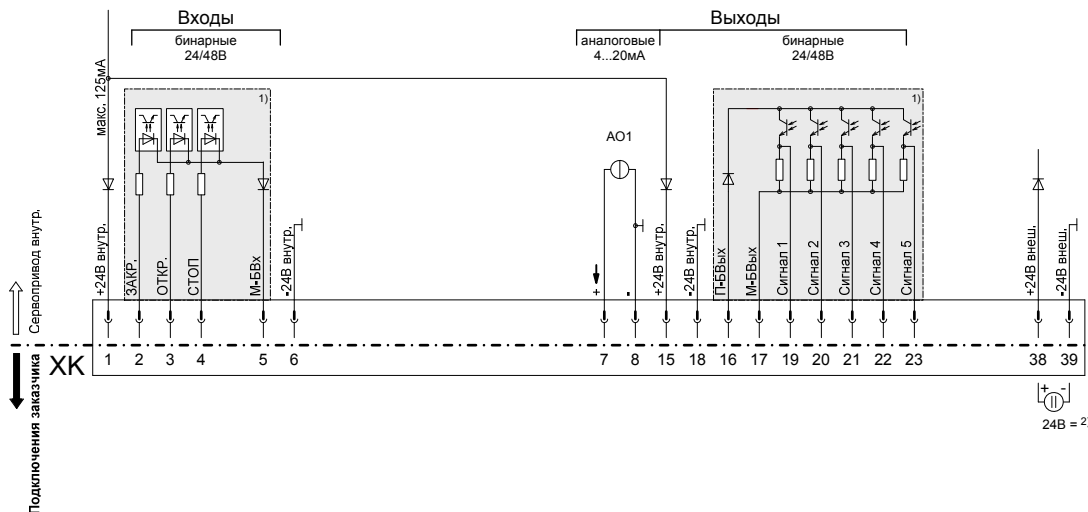 Входы
бинарные
24/48В
Выходы
аналоговые
4...20мА
бинарные
24/48В
макс. 125мА
1)
AO1
1)
Сервопривод внутр.
+24В внутр.
ЗАКР.
ОТКР.
СТОП
М-БВх
-24В внутр.
+
-
+24В внутр.
-24В внутр.
П-БВых
М-БВых
Сигнал 1
Сигнал 2
Сигнал 3
Сигнал 4
Сигнал 5
+24В внеш.
-24В внеш.
XK 1 2 3 4 5 6 7 8 15 18 16 17 19 20 21 22 23 38 39
Подключения заказчика
+ -
24В = 2)